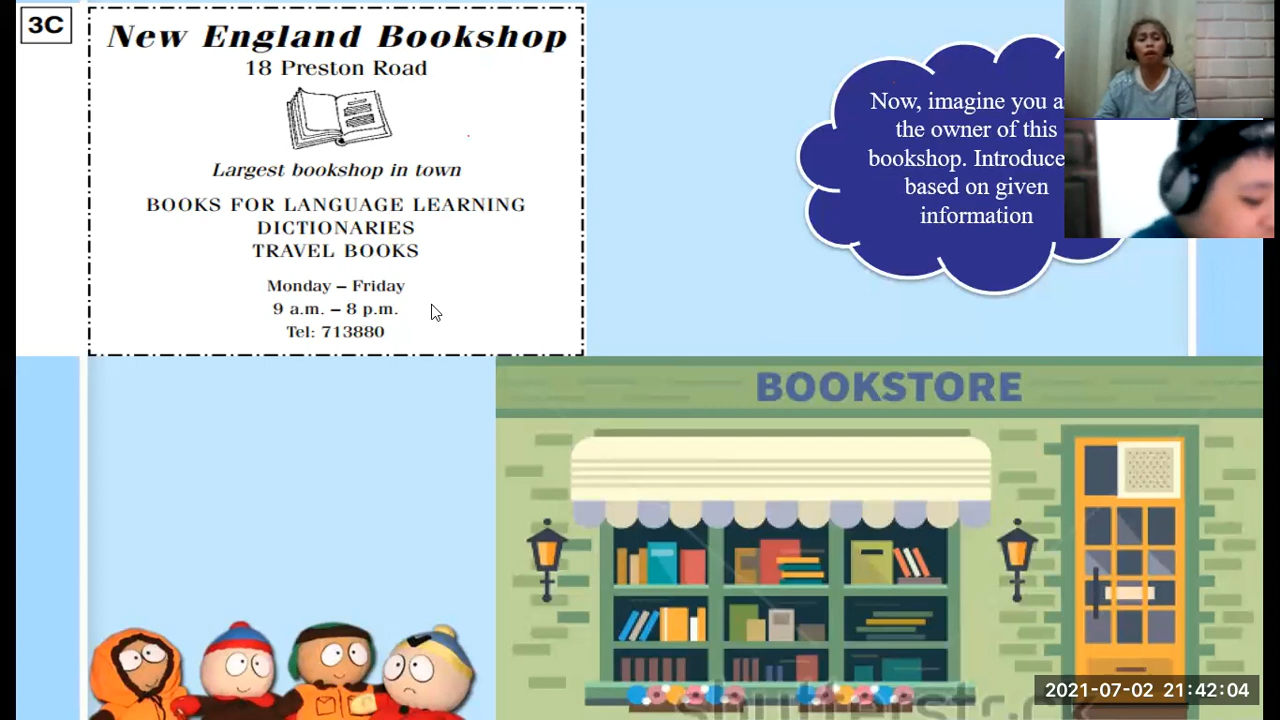 3C
New England Bookshop
18 Preston Road
Largest bookshop in town
BOOKS FOR LANGUAGE LEARNING
DICTIONARIES
TRAVEL BOOKS
Monday – Friday
9 a.m. – 8 p.m.
Tel: 713880
Now, imagine you a
the owner of this
bookshop. Introduce
based on given
information
BOOKSTORE
2021-07-02 21:42:04